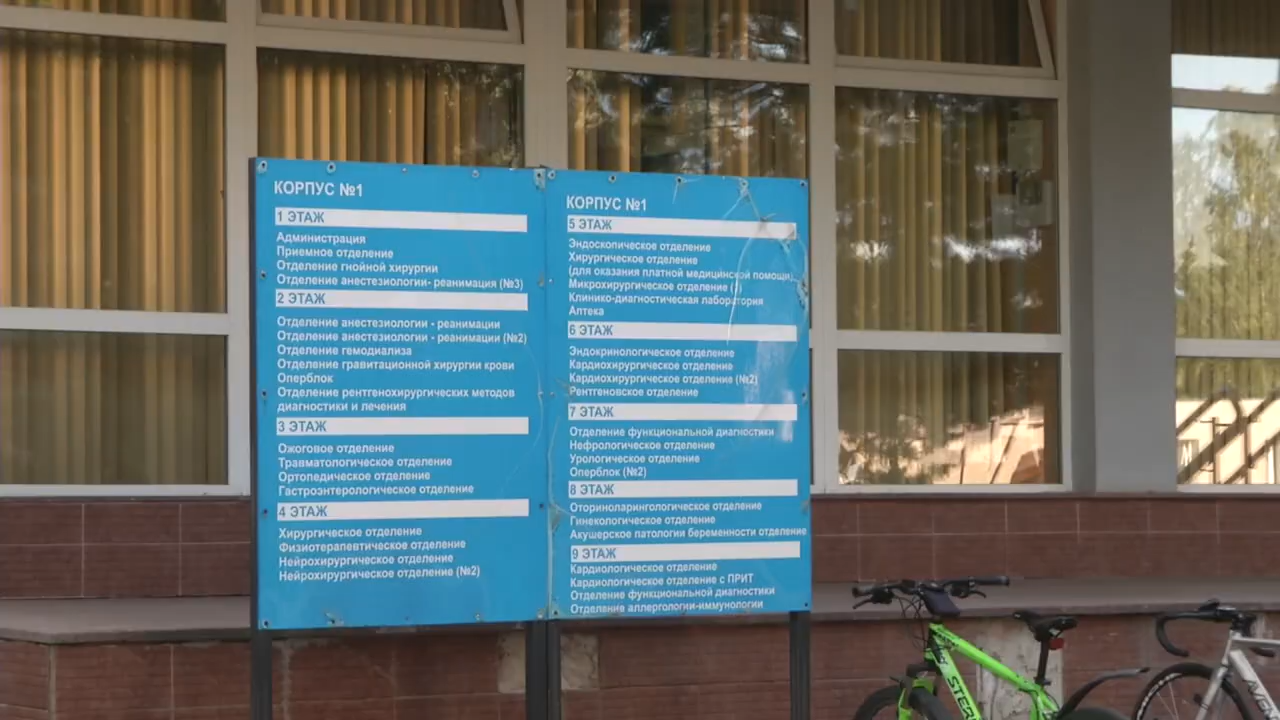 КОРПУС №1
1 ЭТАЖ
Администрация
Приемное отделение
Отделение гнойной хирургии
Отделение анестезиологии- реанимация (№3)
2 ЭТАЖ
Отделение анестезиологии - реанимации
Отделение анестезиологии - реанимации (№2)
Отделение гемодиализа
Отделение гравитационной хирургии крови
Оперблок
Отделение рентгенохирургических методов
диагностики и лечения
3 ЭТАЖ
Ожоговое отделение
Травматологическое отделение
Ортопедическое отделение
Гастроэнтерологическое отделение
4 ЭТАЖ
Хирургическое отделение
Физиотерапевтическое отделение
Нейрохирургическое отделение
Нейрохирургическое отделение (№2)
КОРПУС №1
5 ЭТАЖ
Эндоскопическое отделение
Хирургическое отделение
(для оказания платной медицинской помощи)
Микрохирургическое отделение
Клинико-диагностическая лаборатория
Аптека
6 ЭТАЖ
Эндокринологическое отделение
Кардиохирургическое отделение
Кардиохирургическое отделение (№2)
Рентгеновское отделение
7 ЭТАЖ
Отделение функциональной диагностики
Нефрологическое отделение
Урологическое отделение
Оперблок (№2)
8 ЭТАЖ
Оториноларингологическое отделение
Гинекологическое отделение
Акушерское патологии беременности отделение
9 ЭТАЖ
Кардиологическое отделение
Кардиологическое отделение с ПРИТ
Отделение функциональной диагностики
Отделение аллергологии-иммунологии